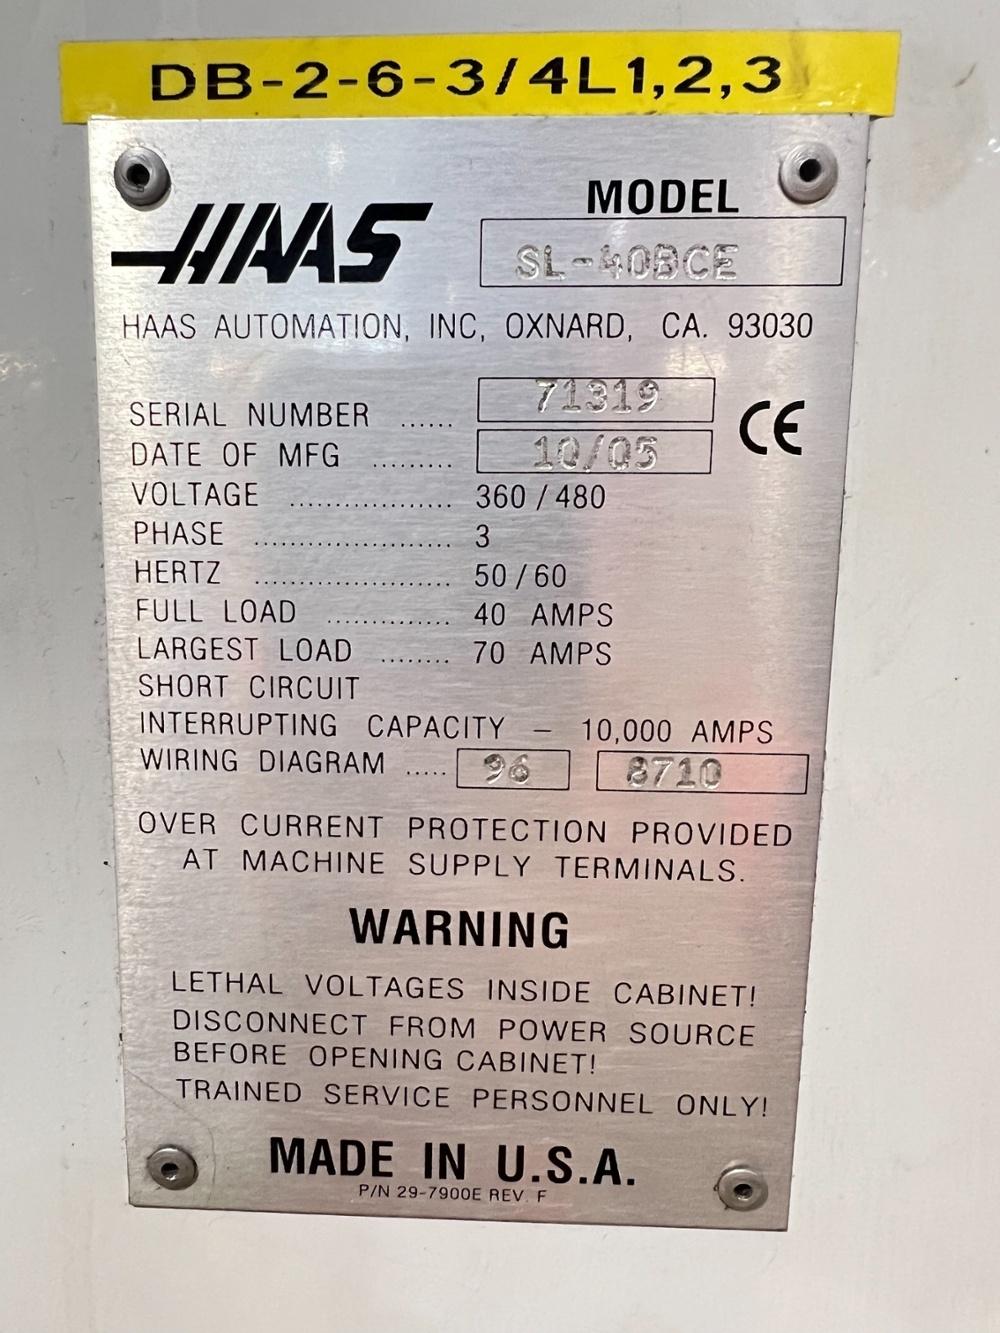 DB-2-6-3/4L1,2,3
HAAS
MODEL
SL-40BCE
HAAS AUTOMATION, INC, OXNARD, CA. 93030
SERIAL NUMBER ...... 71319
CE
DATE OF MFG ......... 10/05
VOLTAGE .................. 360 / 480
PHASE ...................... 3
HERTZ ...................... 50 / 60
FULL LOAD .............. 40 AMPS
LARGEST LOAD ........ 70 AMPS
SHORT CIRCUIT
INTERRUPTING CAPACITY – 10,000 AMPS
WIRING DIAGRAM ..... 96 8710
OVER CURRENT PROTECTION PROVIDED
AT MACHINE SUPPLY TERMINALS.
WARNING
LETHAL VOLTAGES INSIDE CABINET!
DISCONNECT FROM POWER SOURCE
BEFORE OPENING CABINET!
TRAINED SERVICE PERSONNEL ONLY!
MADE IN U.S.A.
P/N 29-7900E REV. F